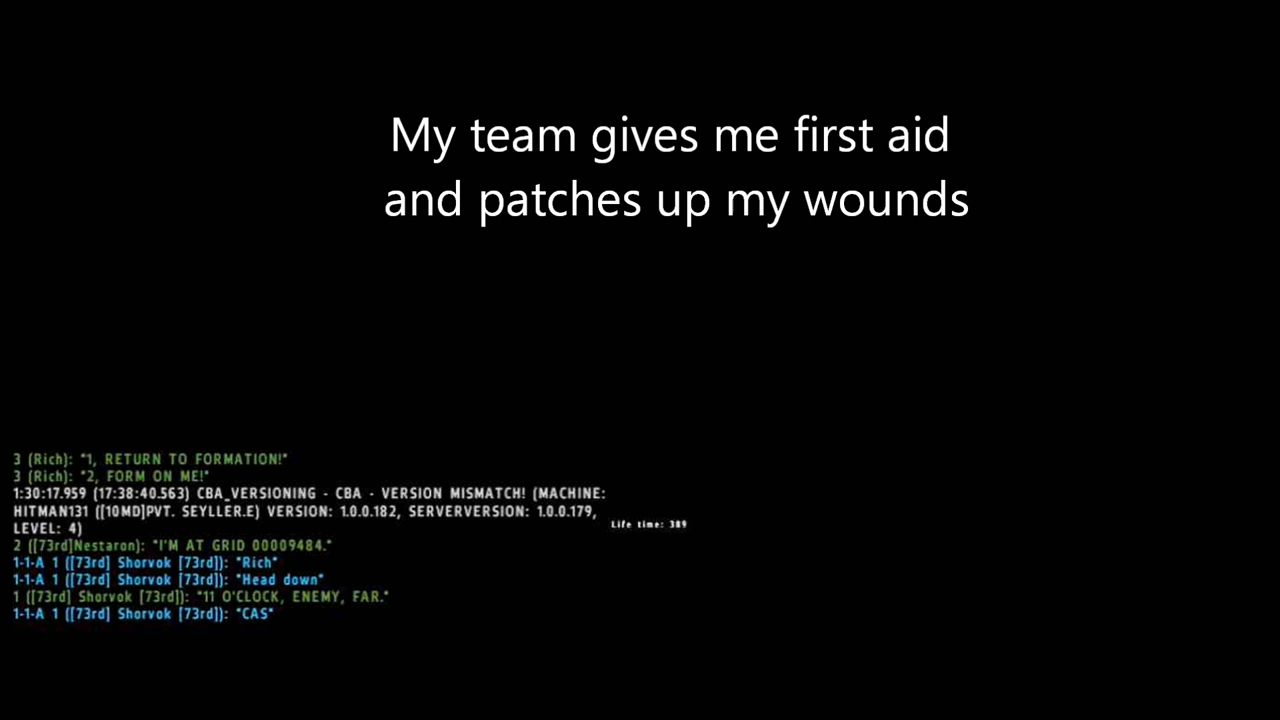 My team gives me first aid
and patches up my wounds
3 (Rich): "1, RETURN TO FORMATION!"
3 (Rich): "2, FORM ON ME!"
1:30:17.959 (17:38:40.563) CBA_VERSIONING - CBA - VERSION MISMATCH! (MACHINE:
HITMAN131 ([10MD]PVT. SEYLLER.E) VERSION: 1.0.0.182, SERVERVERSION: 1.0.0.179,
LEVEL: 4)
Life time: 389
2 ([73rd]Nestaron): "I'M AT GRID 00009484."
1-1-A 1 ([73rd] Shorvok [73rd]): "Rich"
1-1-A 1 ([73rd] Shorvok [73rd]): "Head down"
1 ([73rd] Shorvok [73rd]): "11 O'CLOCK, ENEMY, FAR."
1-1-A 1 ([73rd] Shorvok [73rd]): "CAS"